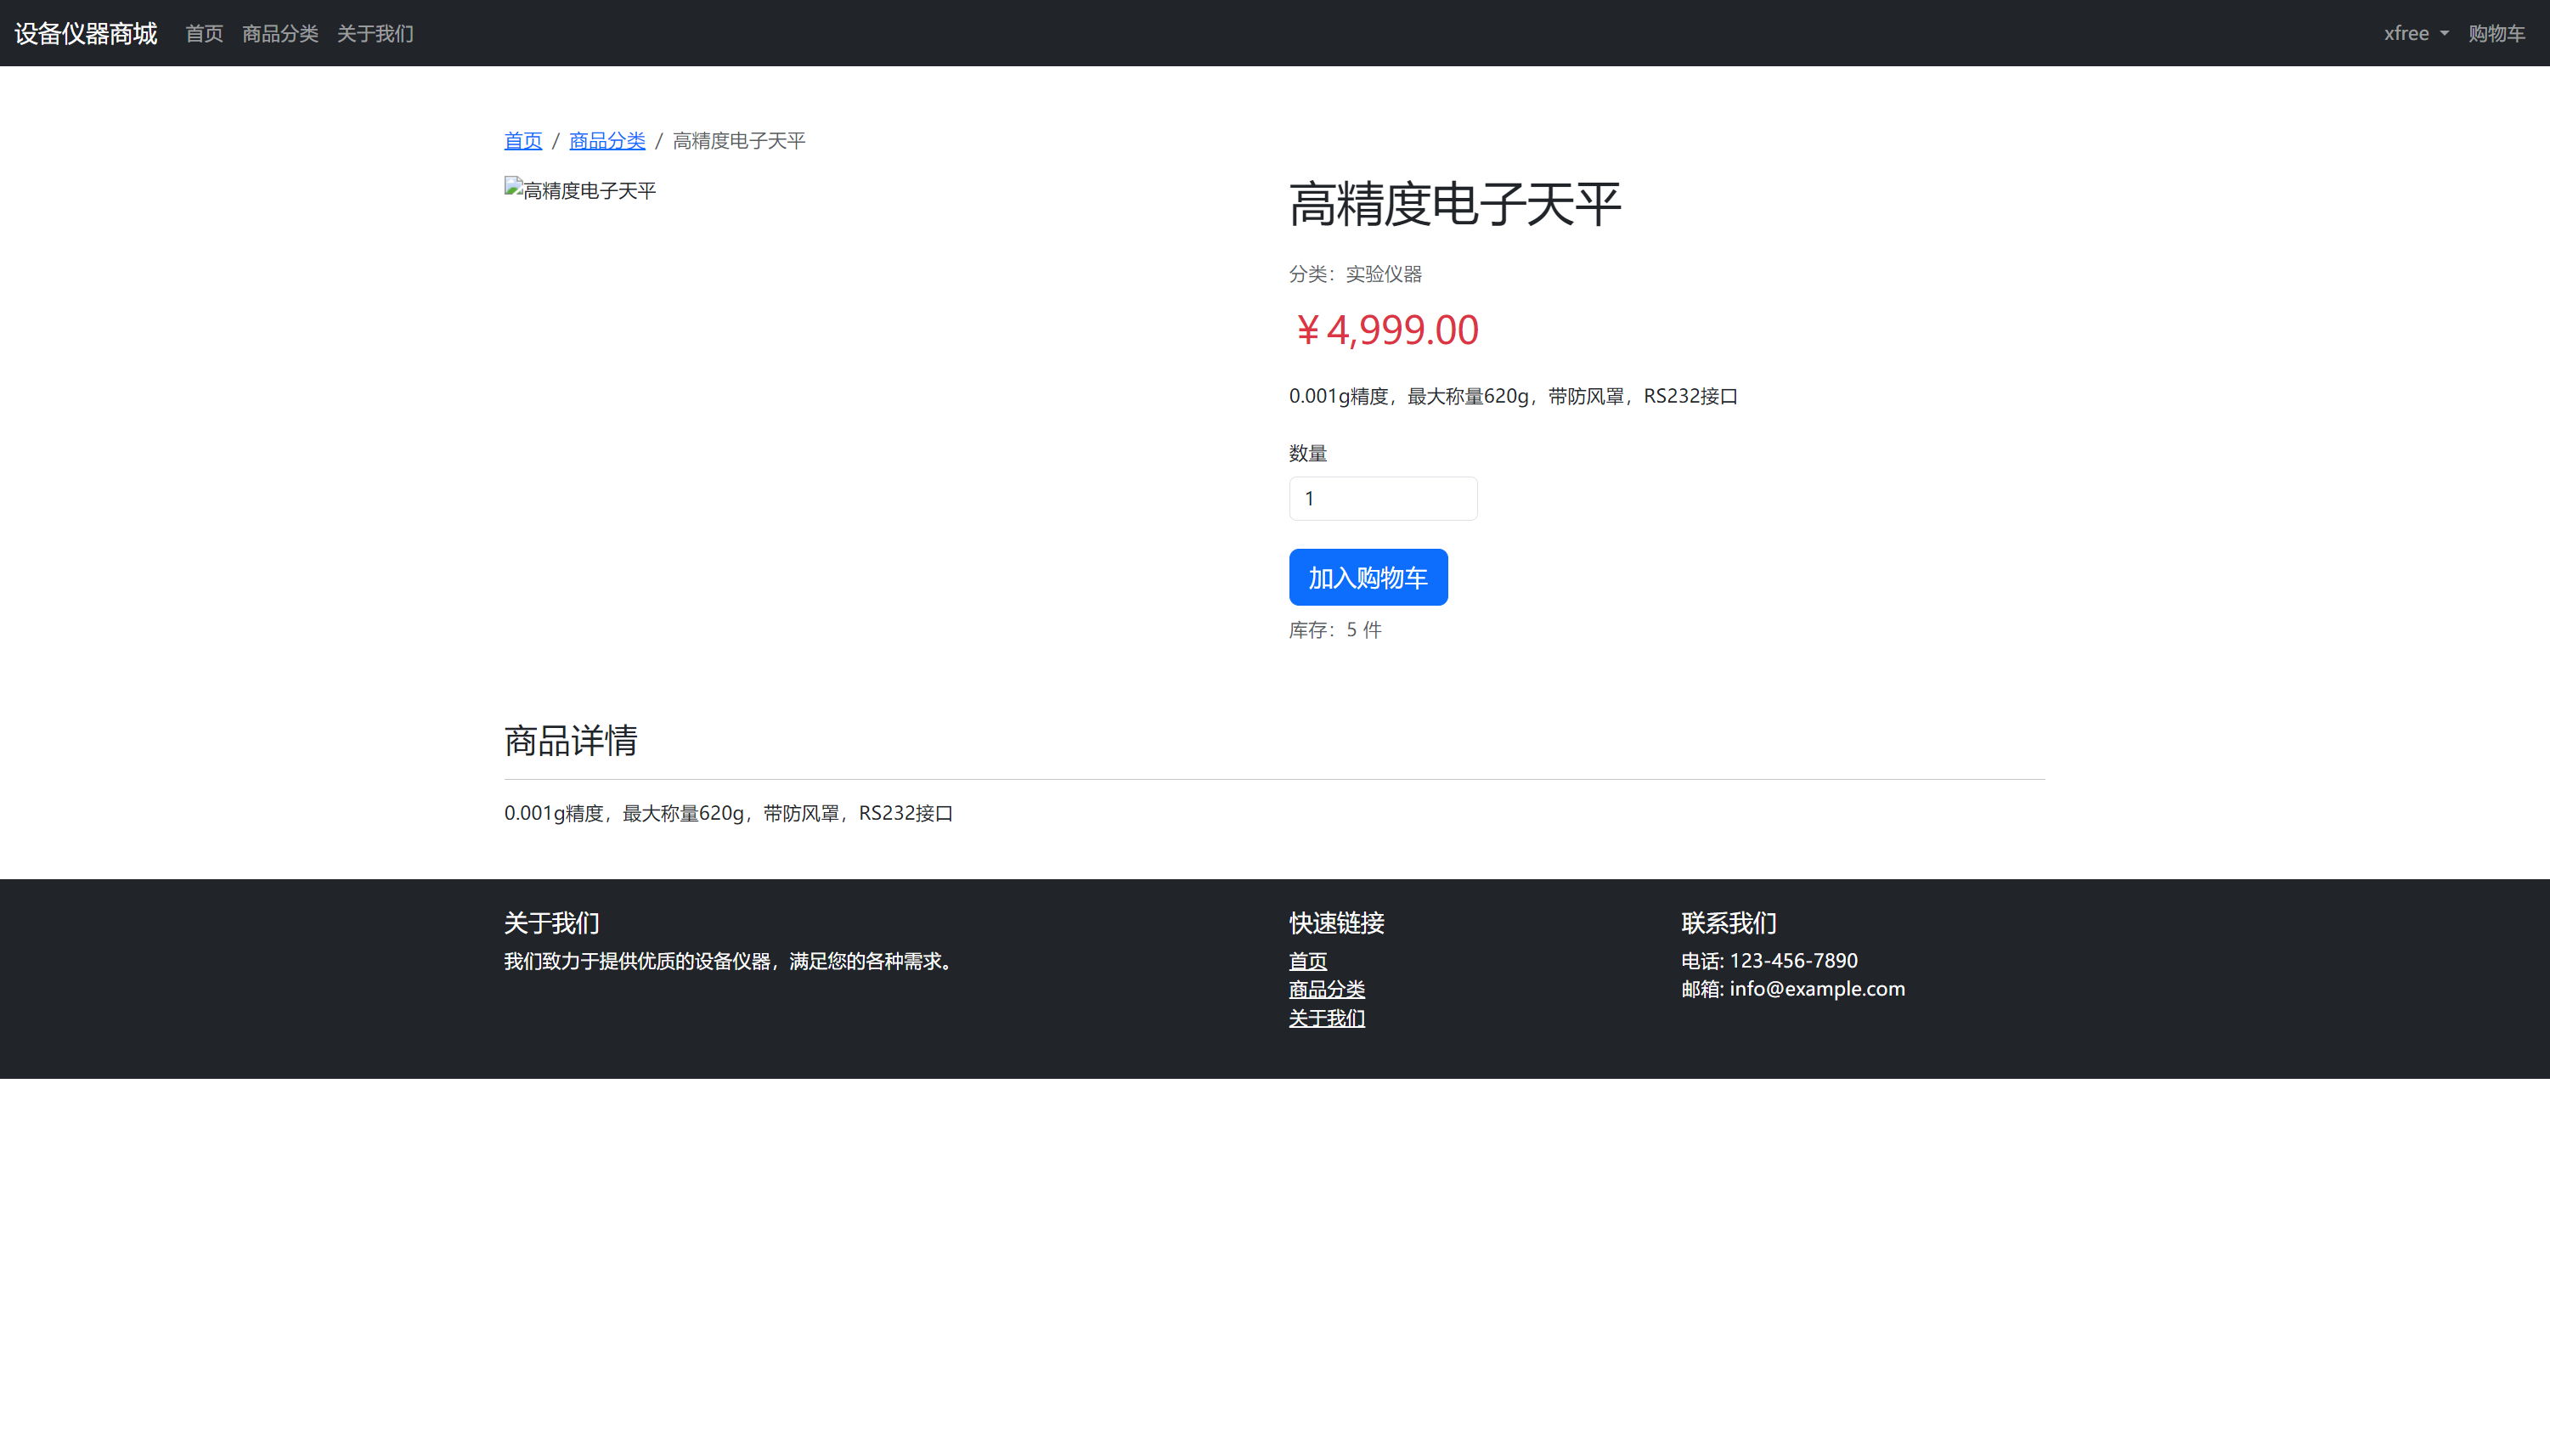 设备仪器商城 首页 商品分类 关于我们 xfree 购物车
首页 / 商品分类 / 高精度电子天平
高精度电子天平
高精度电子天平
分类：实验仪器
￥4,999.00
0.001g精度，最大称量620g，带防风罩，RS232接口
数量
1
加入购物车
库存：5 件
商品详情
0.001g精度，最大称量620g，带防风罩，RS232接口
关于我们
我们致力于提供优质的设备仪器，满足您的各种需求。
快速链接
首页
商品分类
关于我们
联系我们
电话: 123-456-7890
邮箱: info@example.com